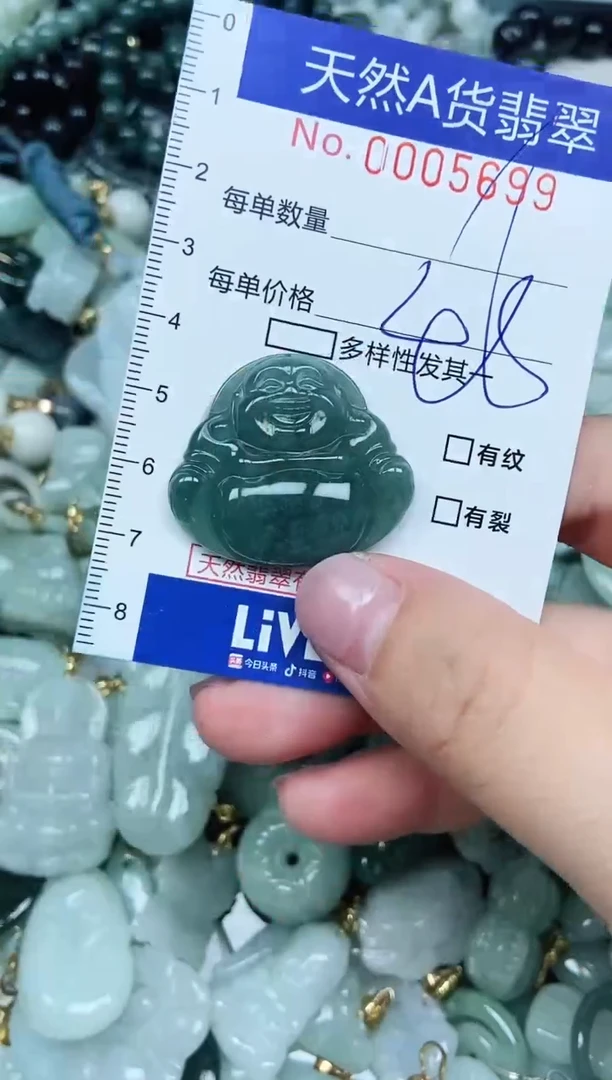 0
1
2
3
4
5
6
7
8
天然A货翡翠
No. 0005699
每单数量
每单价格
多样性发其一
有纹
有裂
天然翡翠
LiV
今日头条 抖音